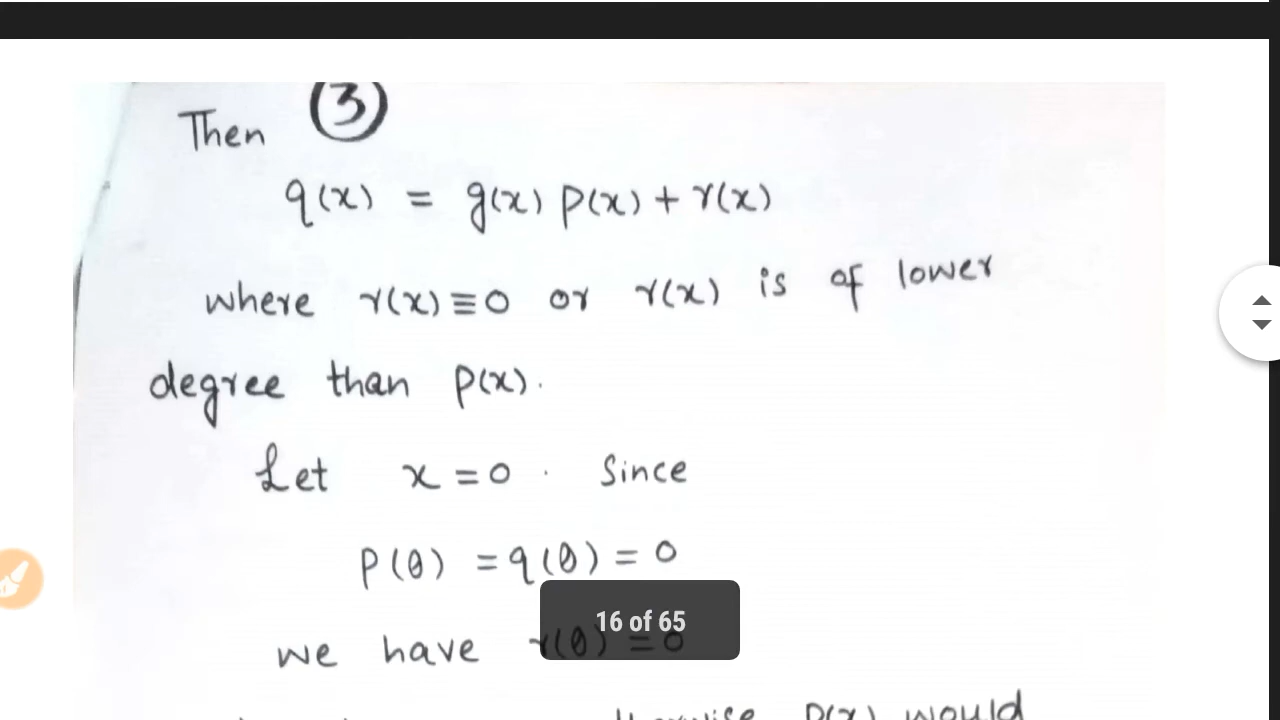 ③
Then
q(x) = g(x) p(x) + r(x)
where r(x) ≡ 0 or r(x) is of lower
degree than p(x).
Let x = 0. Since
p(θ) = q(θ) = 0
16 of 65
we have r(θ) = 0
p(x) would